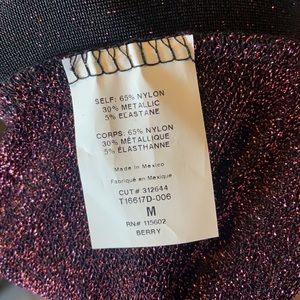 SELF: 65% NYLON
30% METALLIC
5% ELASTANE
CORPS: 65% NYLON
30% MÉTALLIQUE
5% ÉLASTHANNE
Made in Mexico
Fabriqué en Mexique
CUT# 312644
T16617D-006
M
RN# 115602
BERRY